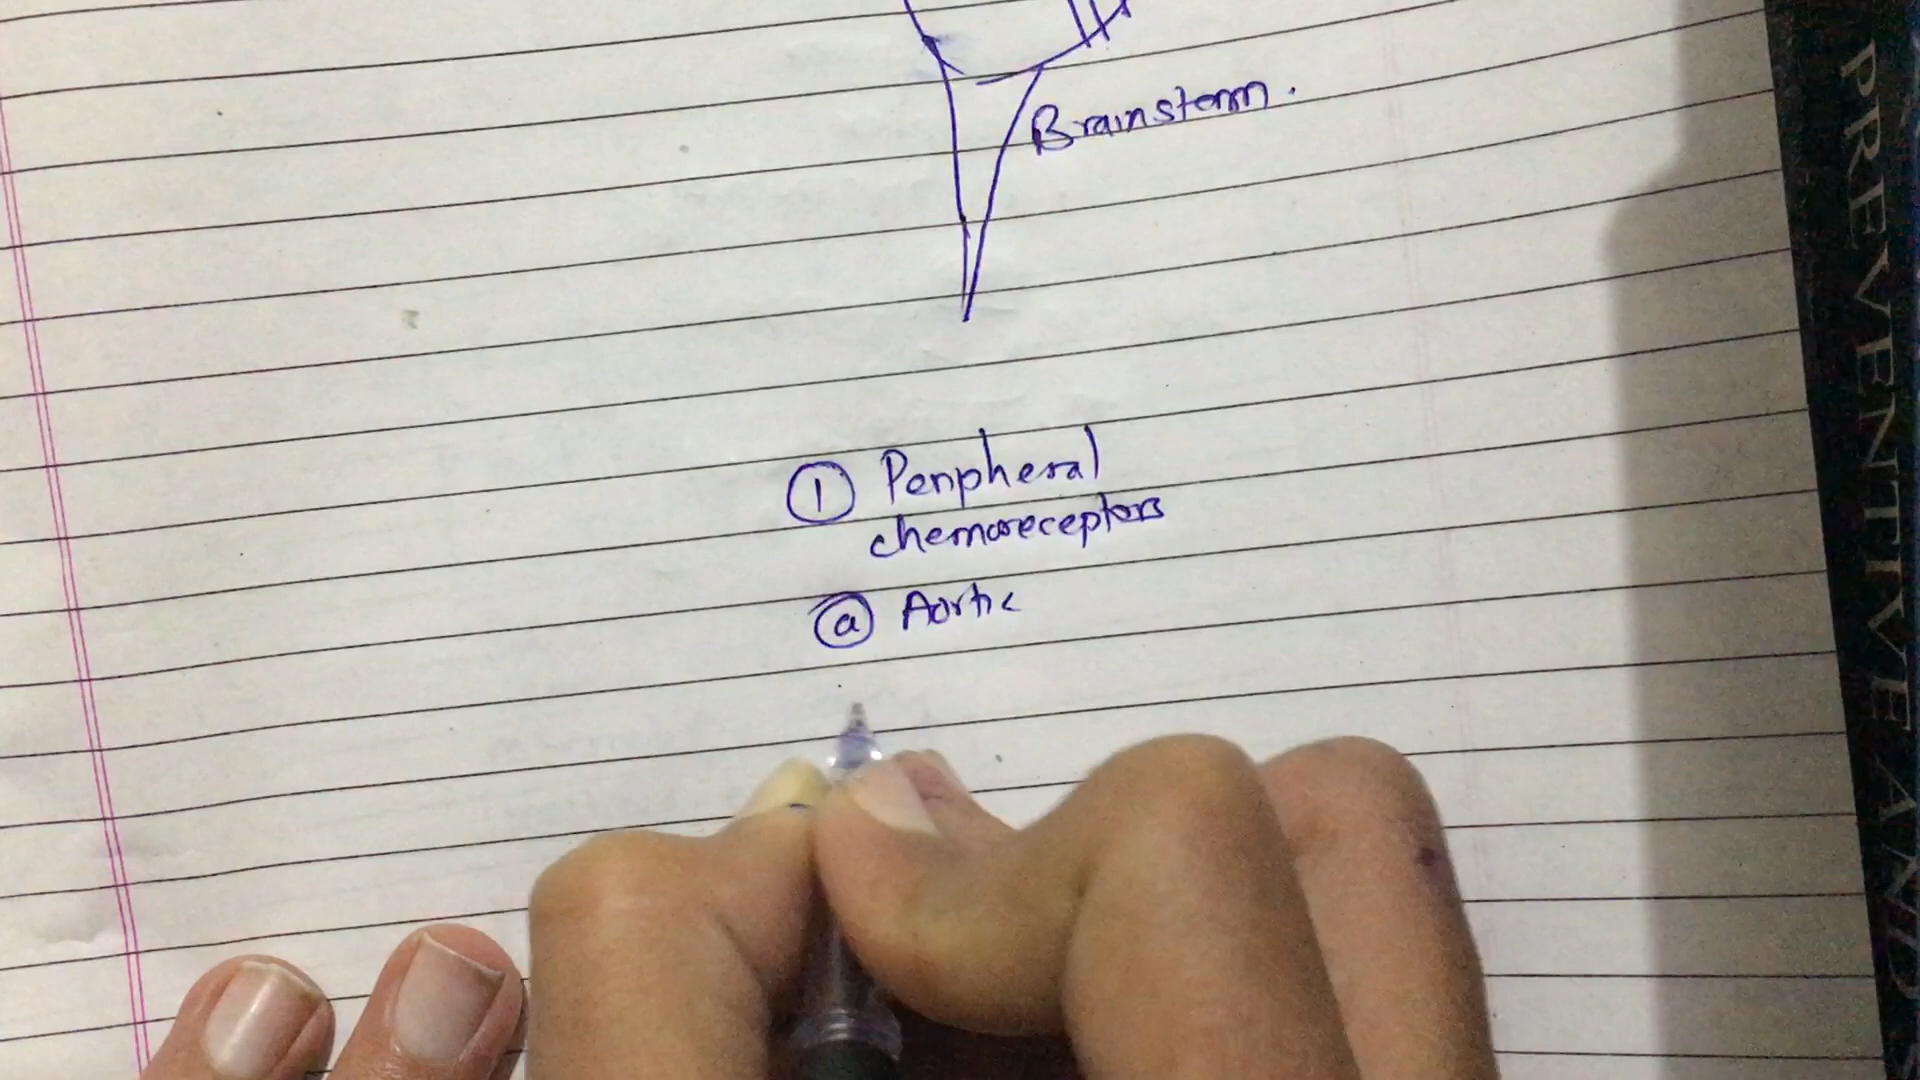 Brainstem.
1 Peripheral
chemoreceptors
a Aortic
PREVENTIVE AND